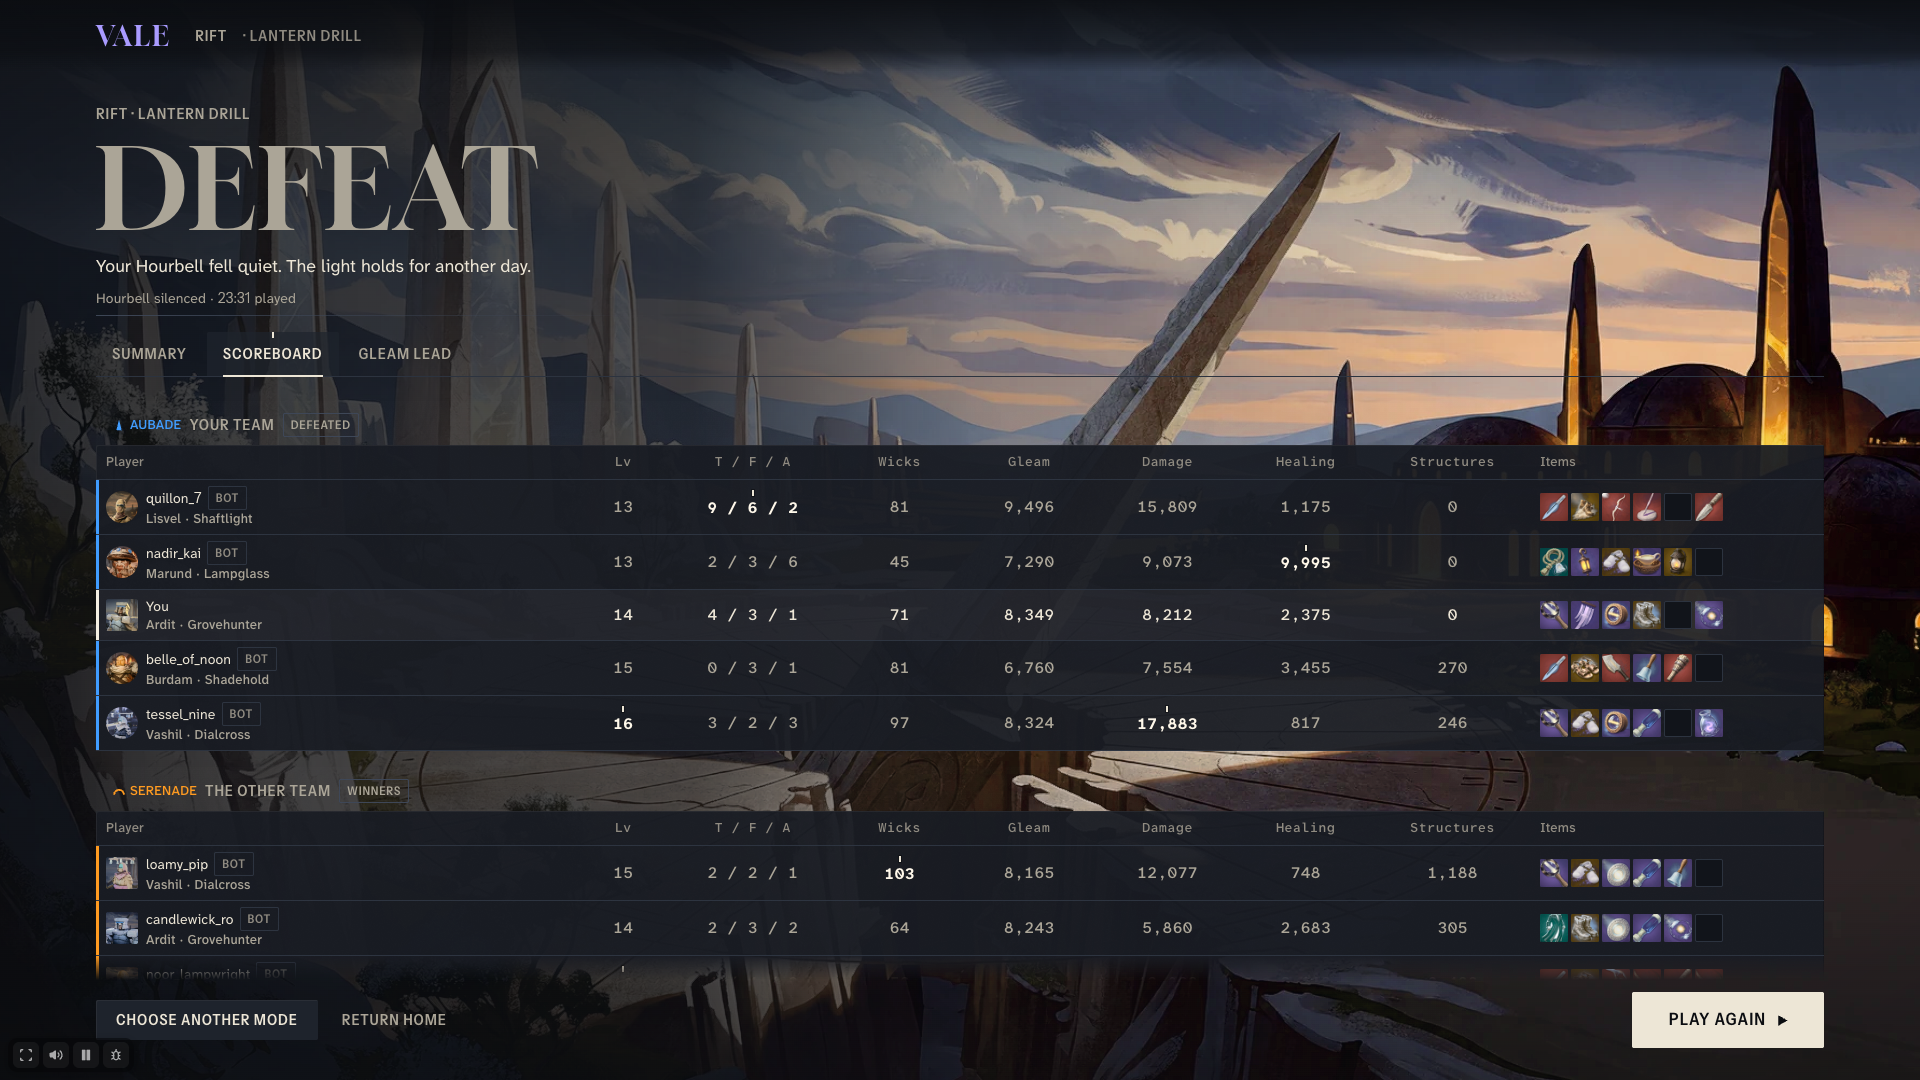 VALE RIFT · LANTERN DRILL
RIFT · LANTERN DRILL
DEFEAT
Your Hourbell fell quiet. The light holds for another day.
Hourbell silenced · 23:31 played
SUMMARY SCOREBOARD GLEAM LEAD
AUBADE YOUR TEAM DEFEATED
Player Lv T / F / A Wicks Gleam Damage Healing Structures Items
quillon_7 BOT
Lisvel · Shaftlight
13 9 / 6 / 2 81 9,496 15,809 1,175 0
nadir_kai BOT
Marund · Lampglass
13 2 / 3 / 6 45 7,290 9,073 9,995 0
You
Ardit · Grovehunter
14 4 / 3 / 1 71 8,349 8,212 2,375 0
belle_of_noon BOT
Burdam · Shadehold
15 0 / 3 / 1 81 6,760 7,554 3,455 270
tessel_nine BOT
Vashil · Dialcross
16 3 / 2 / 3 97 8,324 17,883 817 246
SERENADE THE OTHER TEAM WINNERS
Player Lv T / F / A Wicks Gleam Damage Healing Structures Items
loamy_pip BOT
Vashil · Dialcross
15 2 / 2 / 1 103 8,165 12,077 748 1,188
candlewick_ro BOT
Ardit · Grovehunter
14 2 / 3 / 2 64 8,243 5,860 2,683 305
noor_lampwright BOT
CHOOSE ANOTHER MODE RETURN HOME PLAY AGAIN